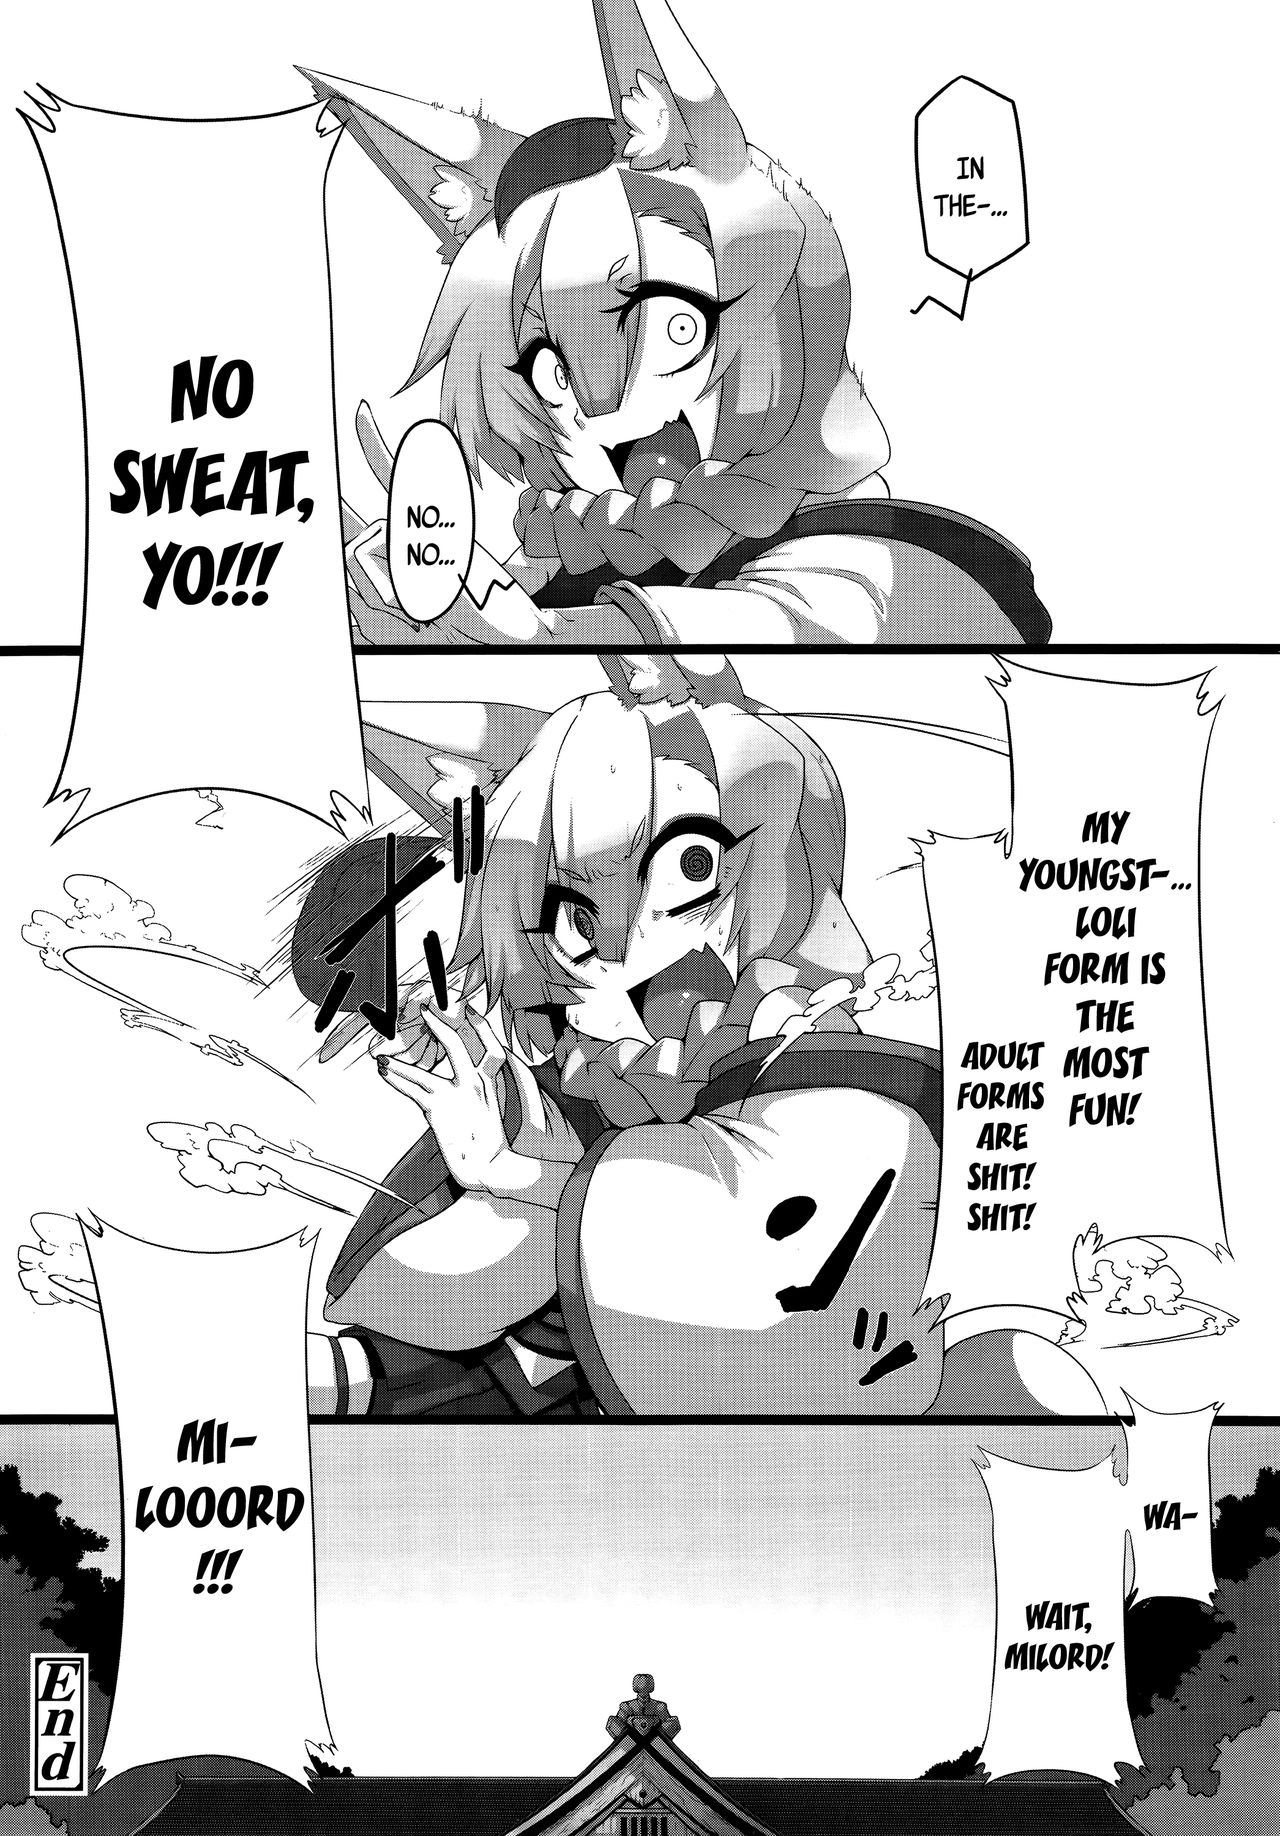 IN
THE-...
NO...
NO...
NO
SWEAT,
YO!!!
MY
YOUNGST-...
LOLI
FORM IS
THE
MOST
FUN!
ADULT
FORMS
ARE
SHIT!
SHIT!
WA-
WAIT,
MILORD!
MI-
LOOORD
!!!
End